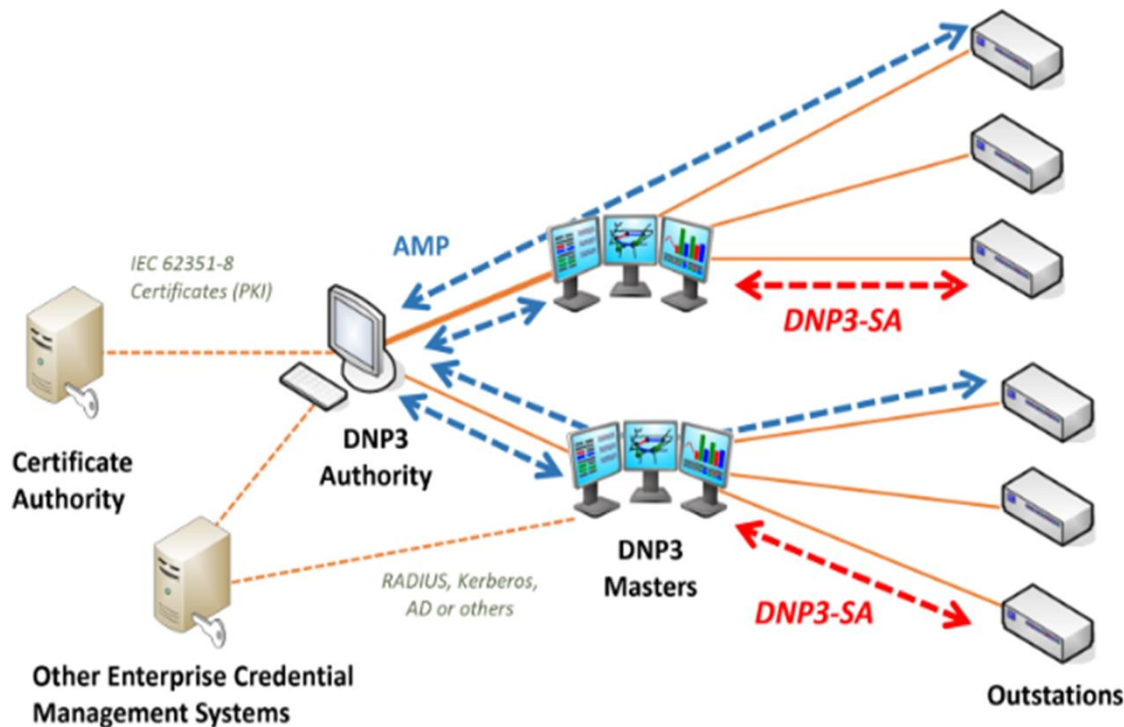 AMP
IEC 62351-8
Certificates (PKI)
DNP3-SA
DNP3
Authority
Certificate
Authority
DNP3
Masters
RADIUS, Kerberos,
AD or others
DNP3-SA
Other Enterprise Credential
Management Systems
Outstations